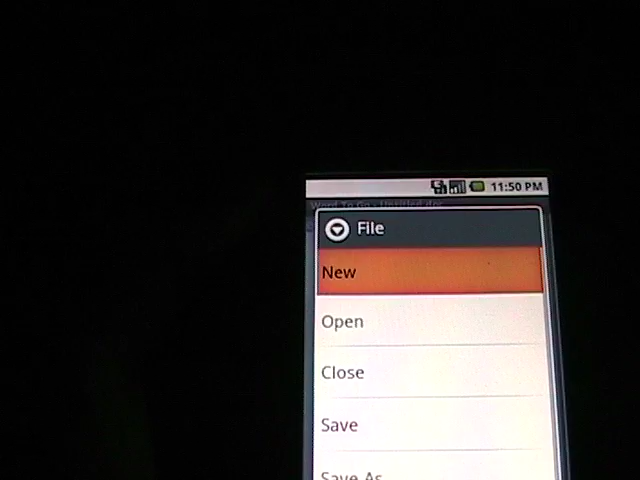 11:50 PM
Word To Go - Untitled.doc
File
New
Open
Close
Save
Save As